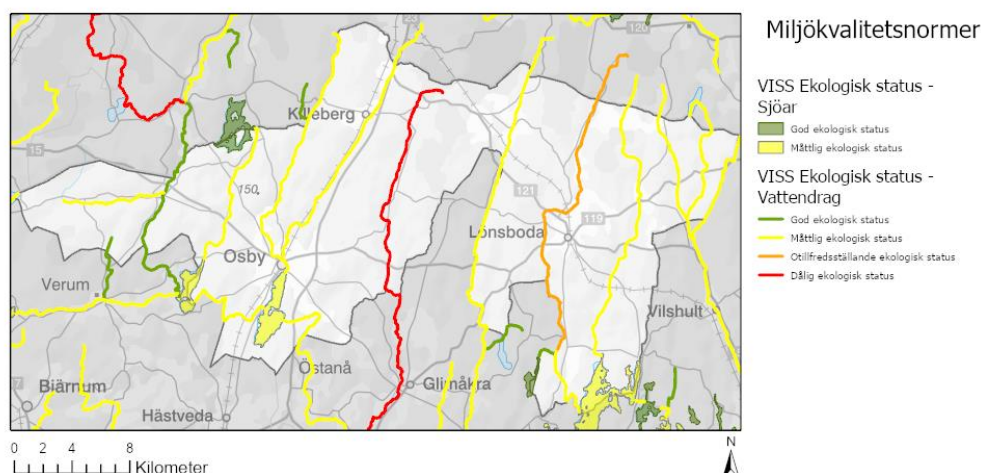 Miljökvalitetsnormer
VISS Ekologisk status -
Sjöar
God ekologisk status
Måttlig ekologisk status
VISS Ekologisk status -
Vattendrag
God ekologisk status
Måttlig ekologisk status
Otillfredsställande ekologisk status
Dålig ekologisk status
23
120
15
Killeberg
150
121
119
Lönsboda
Osby
Verum
Vilshult
Östanå
Glimåkra
Hästveda
0 2 4 8
Kilometer
N